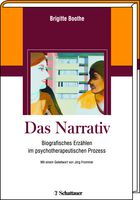 Brigitte Boothe
Das Narrativ
Biografisches Erzählen
im psychotherapeutischen Prozess
Mit einem Geleitwort von Jörg Frommer
Schattauer